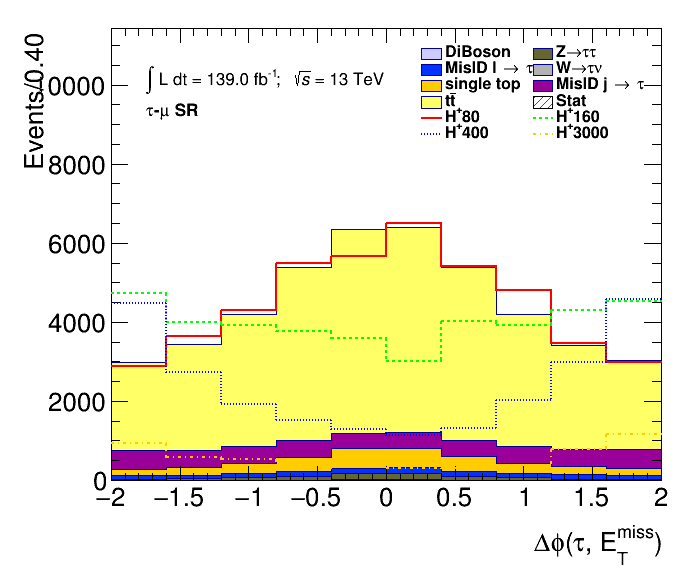 Events/0.40
0000
8000
6000
4000
2000
0
∫ L dt = 139.0 fb⁻¹; √s = 13 TeV
τ-μ SR
DiBoson Z→ττ
MisID l → τ W→τν
single top MisID j → τ
tt̄ Stat
H⁺80 H⁺160
H⁺400 H⁺3000
−2 −1.5 −1 −0.5 0 0.5 1 1.5 2
Δϕ(τ, E_T^miss)